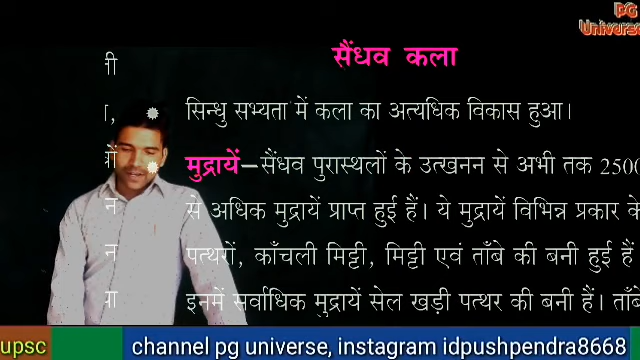 PG
Universe
सैंधव कला
सिन्धु सभ्यता में कला का अत्यधिक विकास हुआ।
मुद्रायें–सैंधव पुरास्थलों के उत्खनन से अभी तक 2500
से अधिक मुद्रायें प्राप्त हुई हैं। ये मुद्रायें विभिन्न प्रकार के
पत्थरों, काँचली मिट्टी, मिट्टी एवं ताँबे की बनी हुई हैं
इनमें सर्वाधिक मुद्रायें सेल खड़ी पत्थर की बनी हैं। ताँबे
upsc channel pg universe, instagram idpushpendra8668